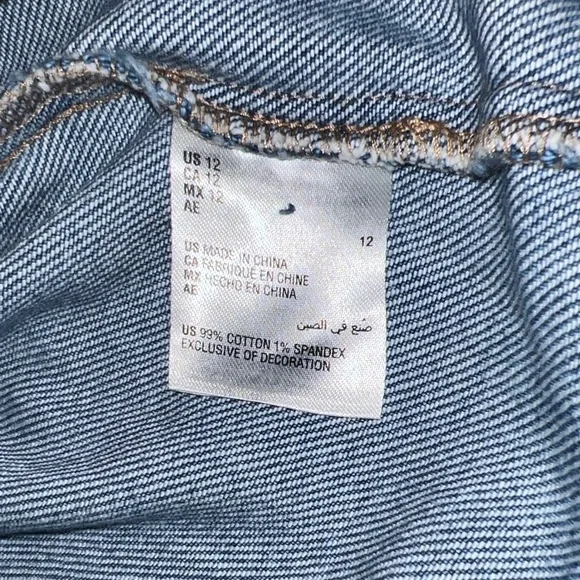 US 12
CA 12
MX 12
AE
12
US MADE IN CHINA
CA FABRIQUE EN CHINE
MX HECHO EN CHINA
AE
صُنع في الصين
US 99% COTTON 1% SPANDEX
EXCLUSIVE OF DECORATION